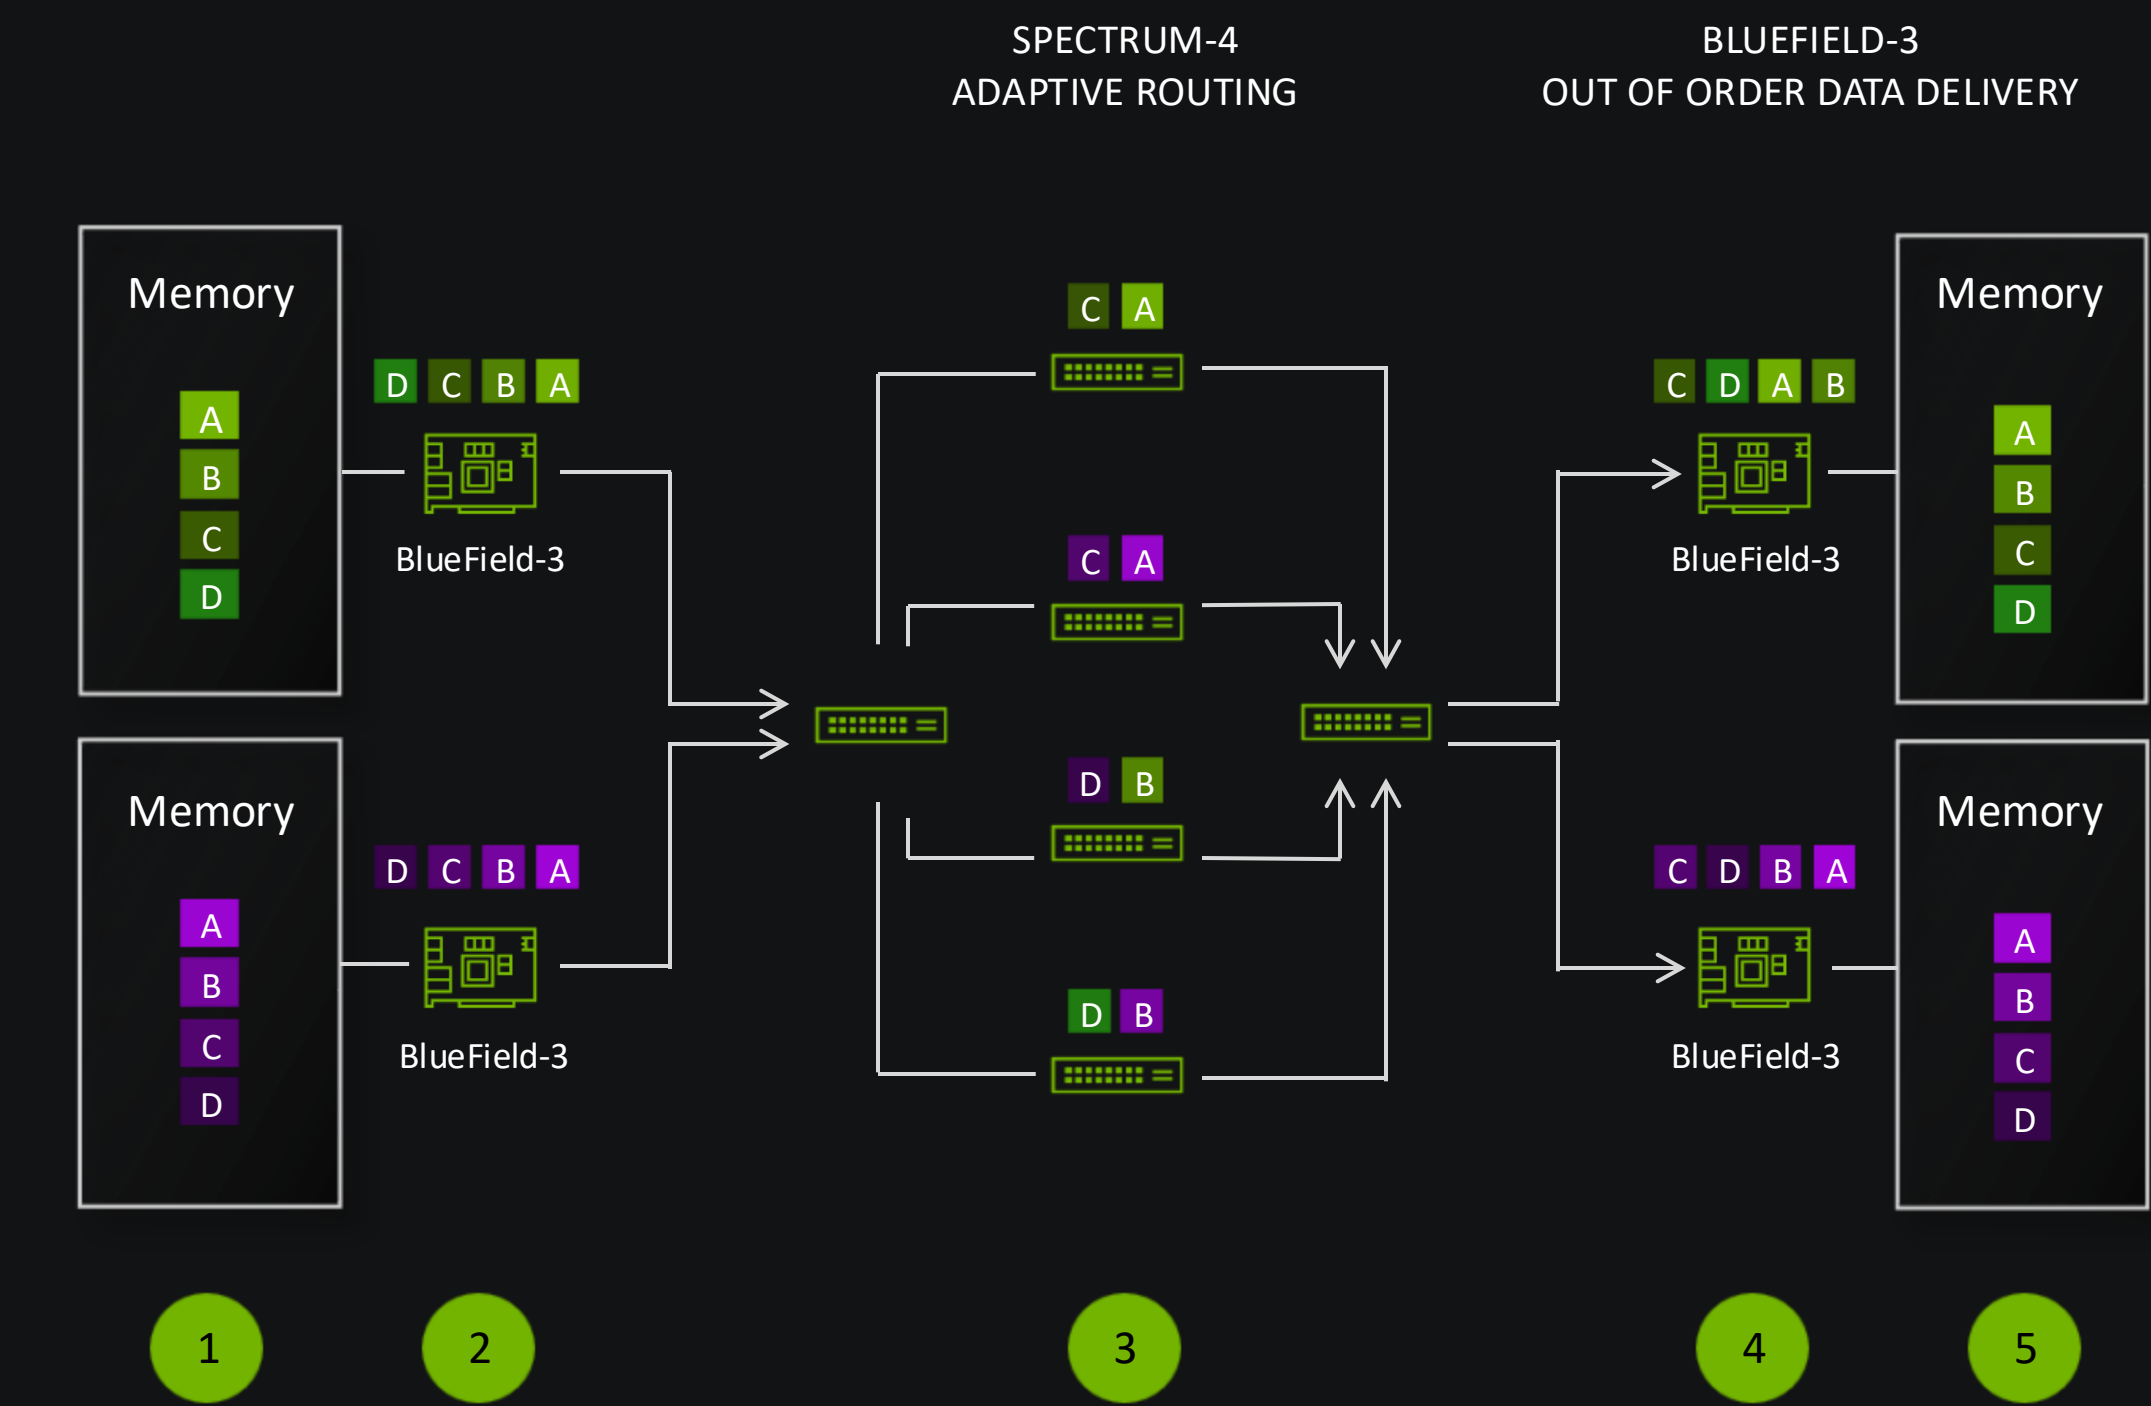 SPECTRUM-4
ADAPTIVE ROUTING
BLUEFIELD-3
OUT OF ORDER DATA DELIVERY
Memory
A
B
C
D
D C B A
BlueField-3
Memory
A
B
C
D
D C B A
BlueField-3
C A
C A
D B
D B
C D A B
BlueField-3
Memory
A
B
C
D
C D B A
BlueField-3
Memory
A
B
C
D
1
2
3
4
5